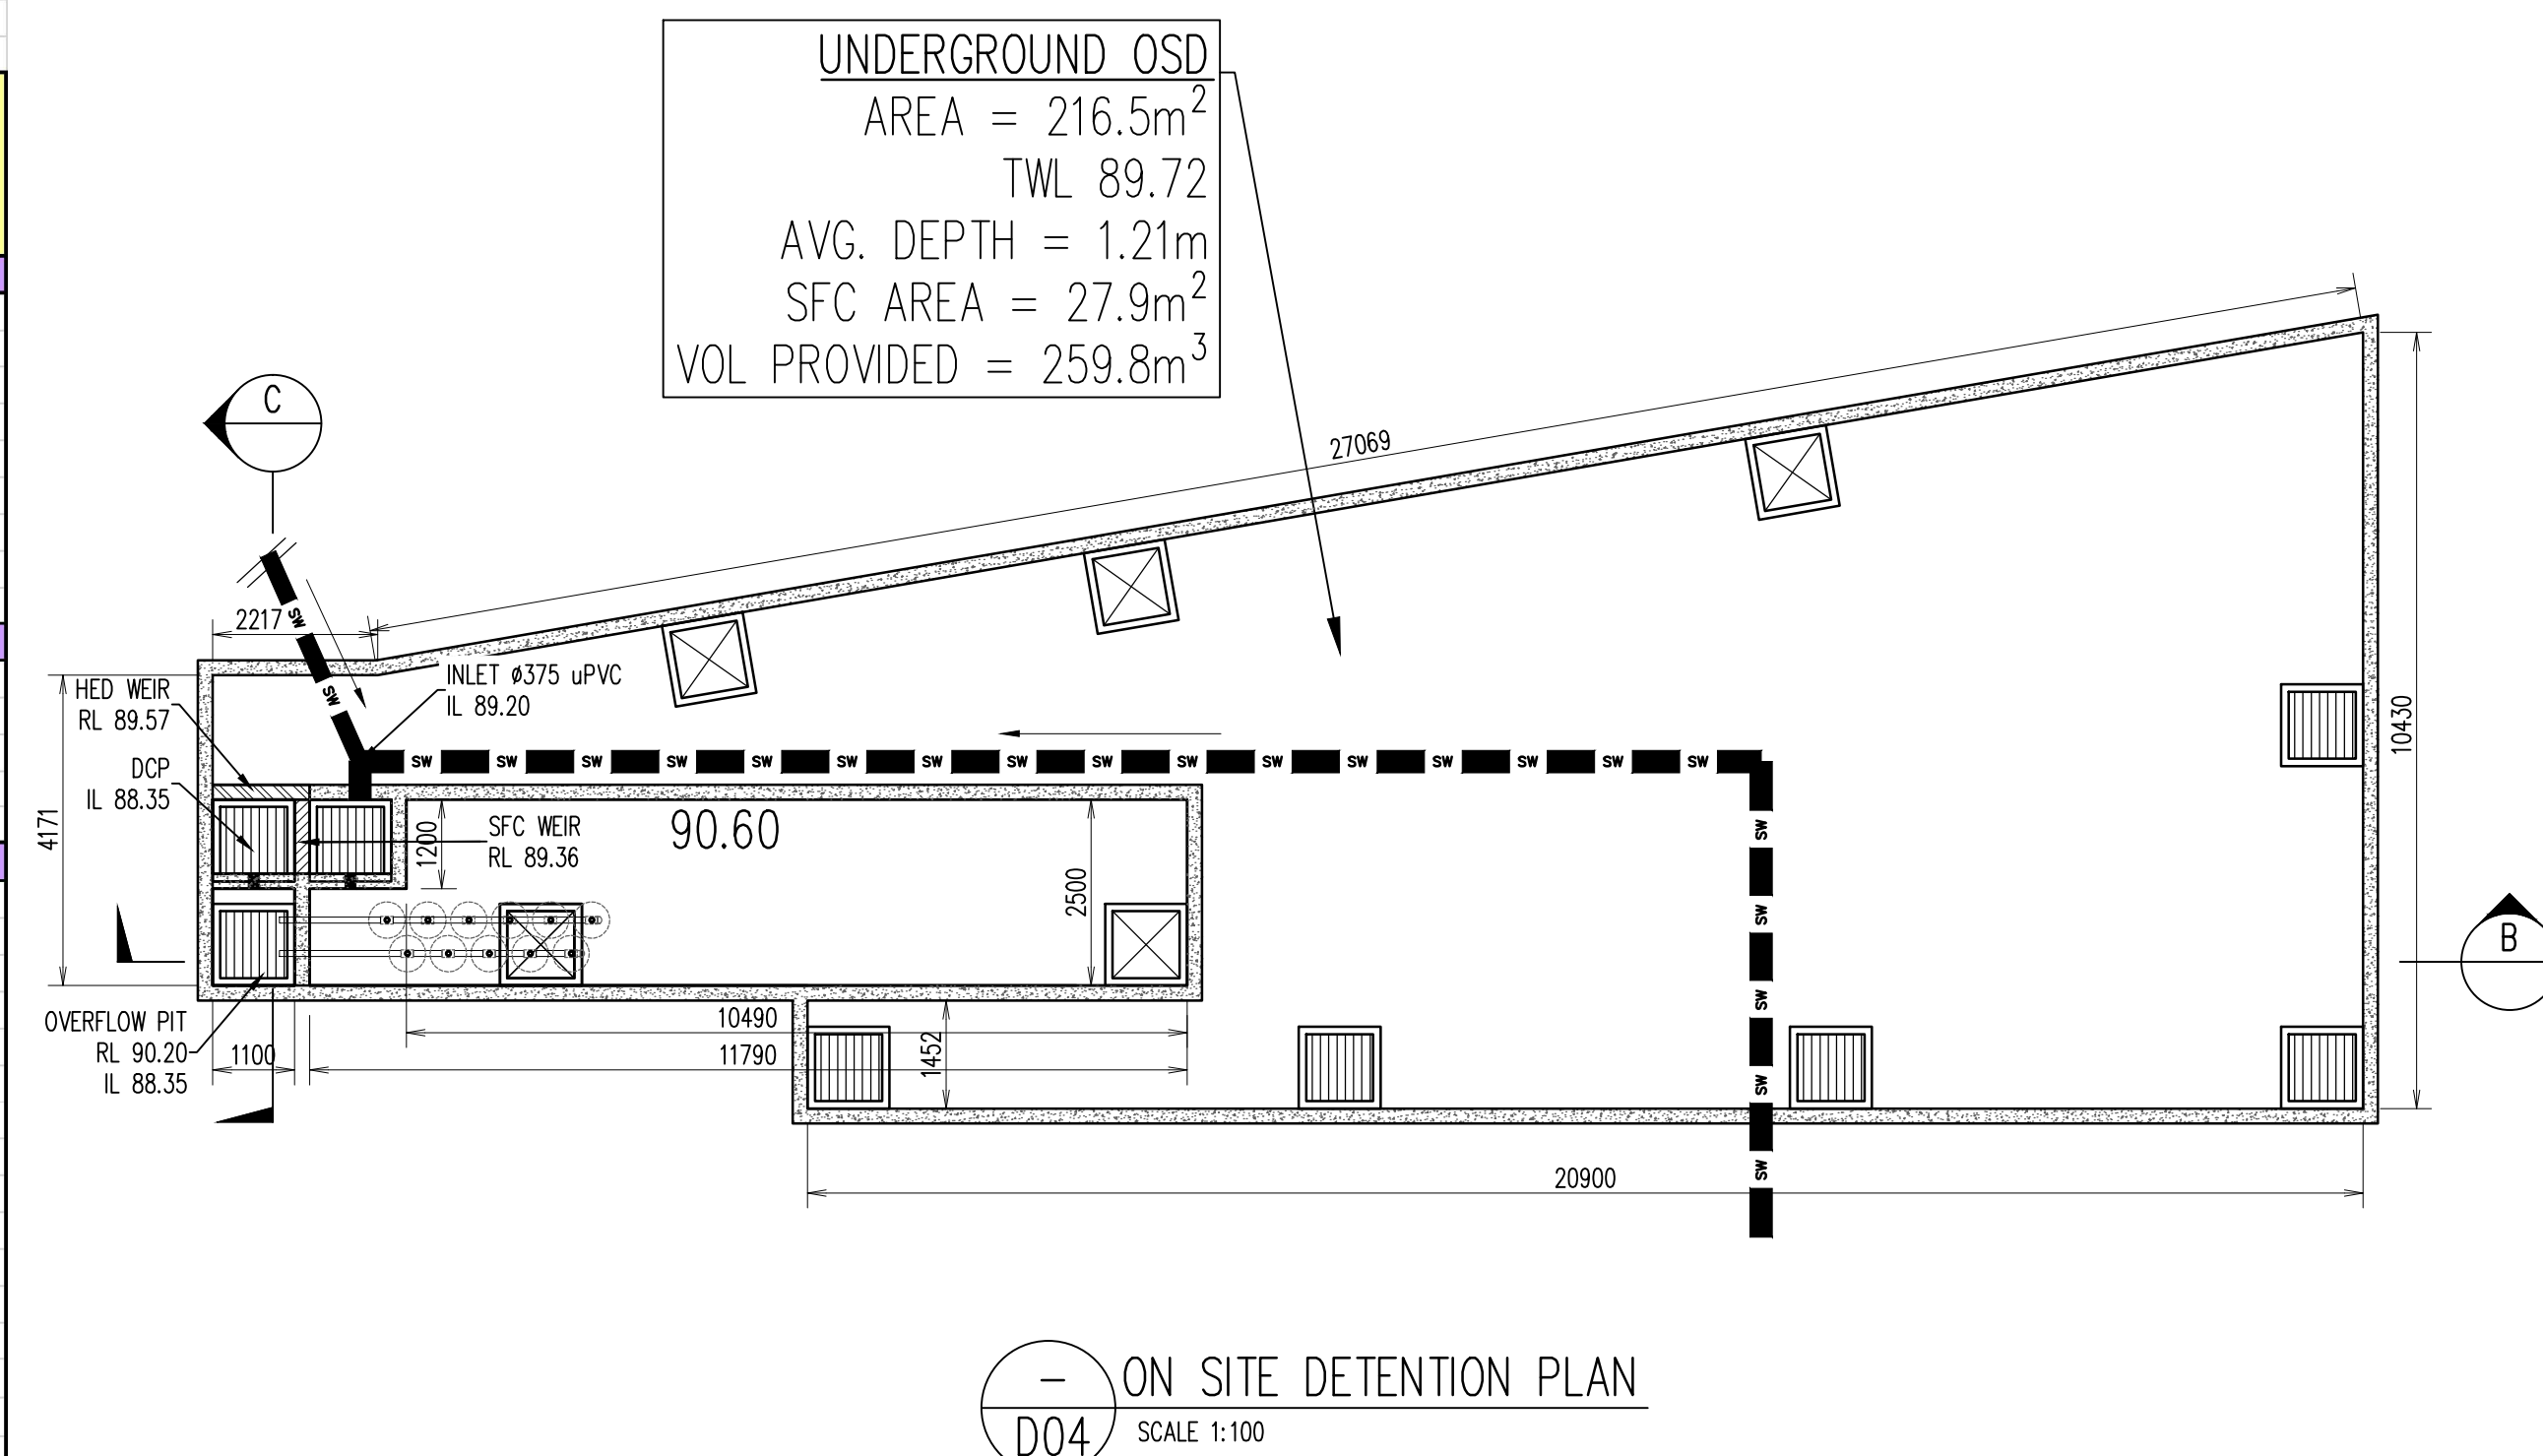 UNDERGROUND OSD
AREA = 216.5m²
TWL 89.72
AVG. DEPTH = 1.21m
SFC AREA = 27.9m²
VOL PROVIDED = 259.8m³
C
27069
2217
SW
SW
INLET ø375 uPVC
IL 89.20
HED WEIR
RL 89.57
DCP
IL 88.35
4171
SW SW SW SW SW SW SW SW SW SW SW SW SW SW SW SW
10430
SFC WEIR
RL 89.36
1200
90.60
2500
SW
SW
SW
SW
SW
B
OVERFLOW PIT
RL 90.20
IL 88.35
1100
10490
11790
1452
20900
–
D04
ON SITE DETENTION PLAN
SCALE 1:100